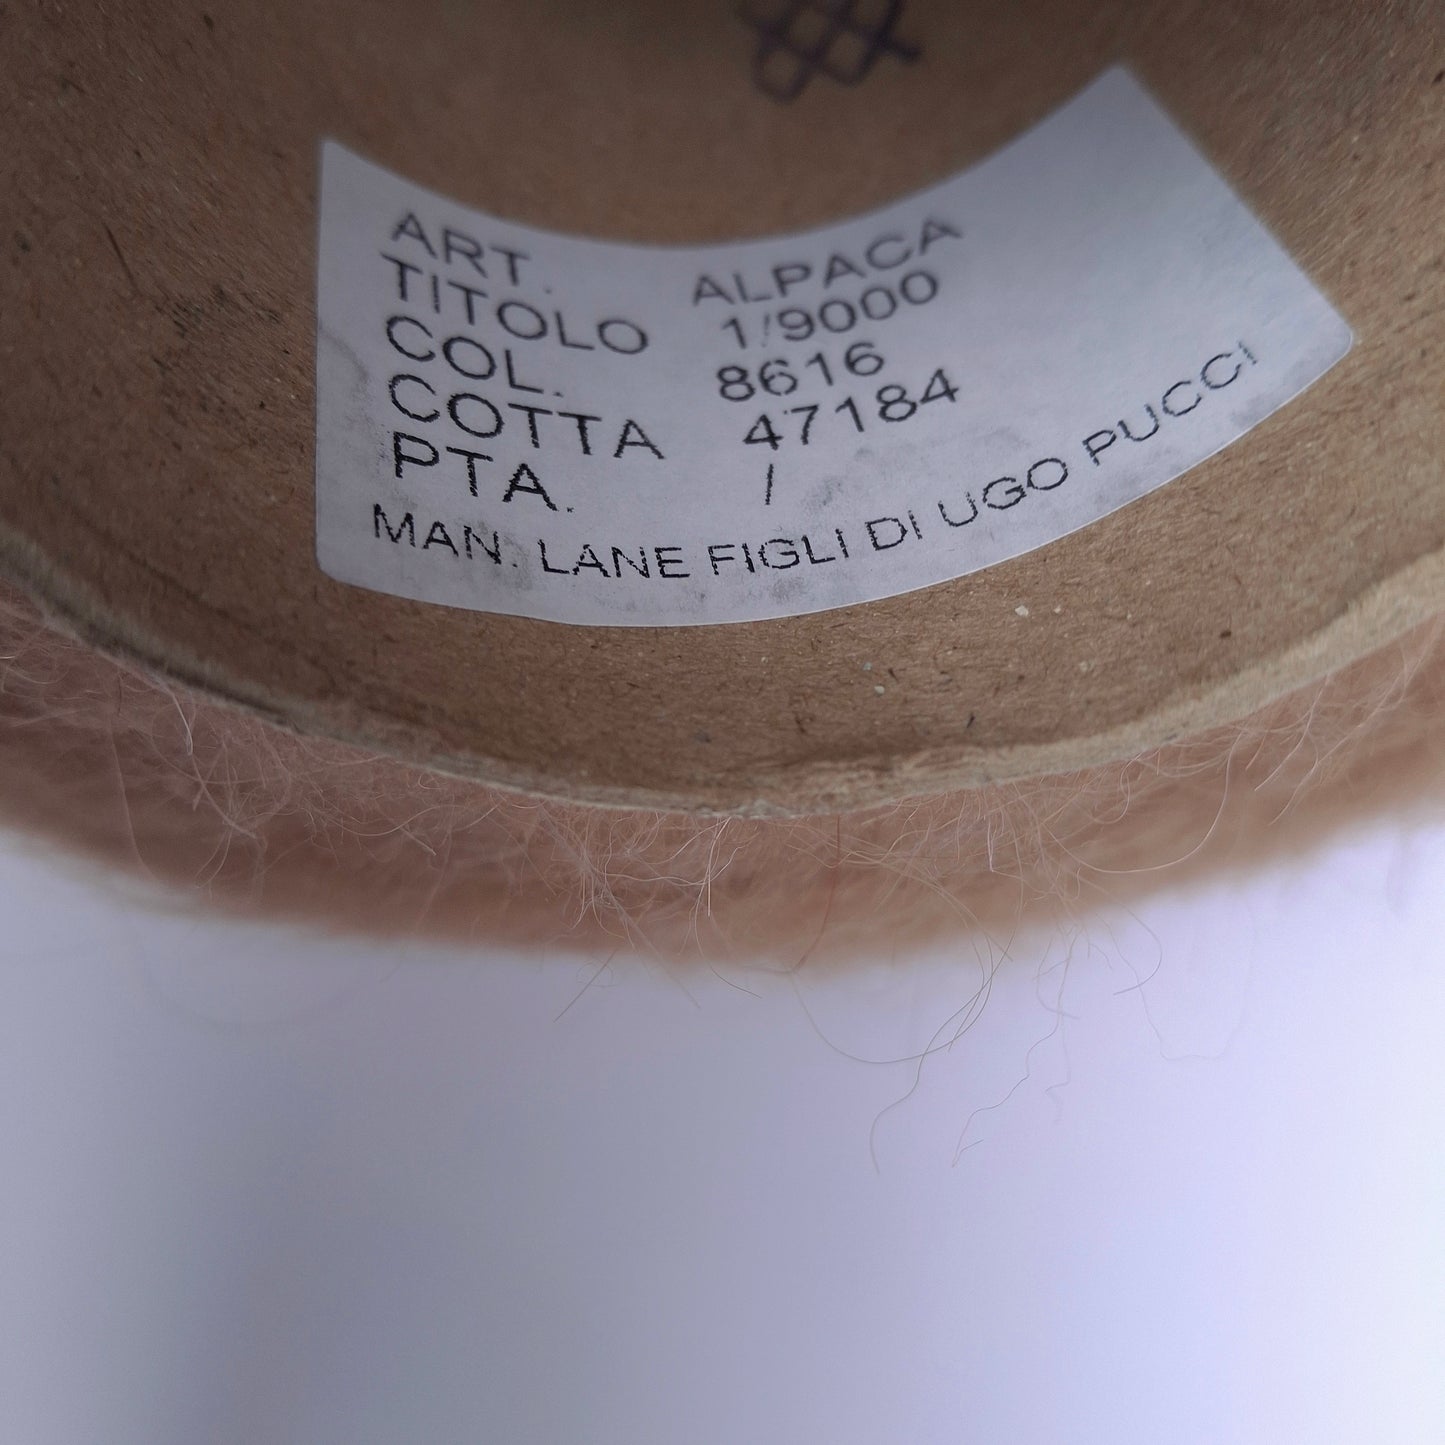 ART. ALPACA
TITOLO 1/9000
COL. 8616
COTTA 47184
PTA. /
MAN. LANE FIGLI DI UGO PUCCI